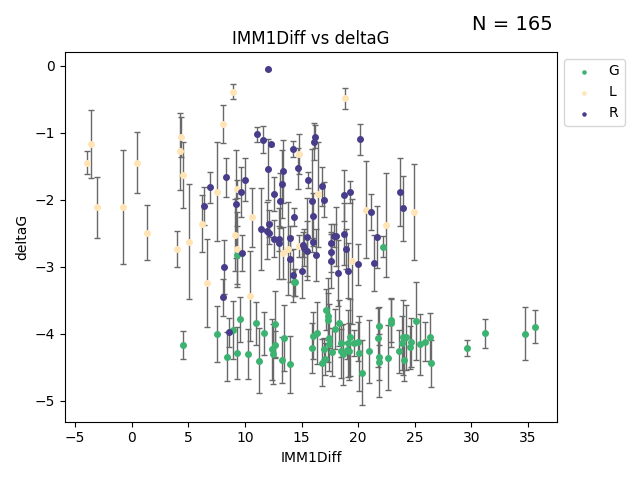 N = 165
IMM1Diff vs deltaG
G
L
R
0
−1
−2
−3
−4
−5
deltaG
−5 0 5 10 15 20 25 30 35
IMM1Diff